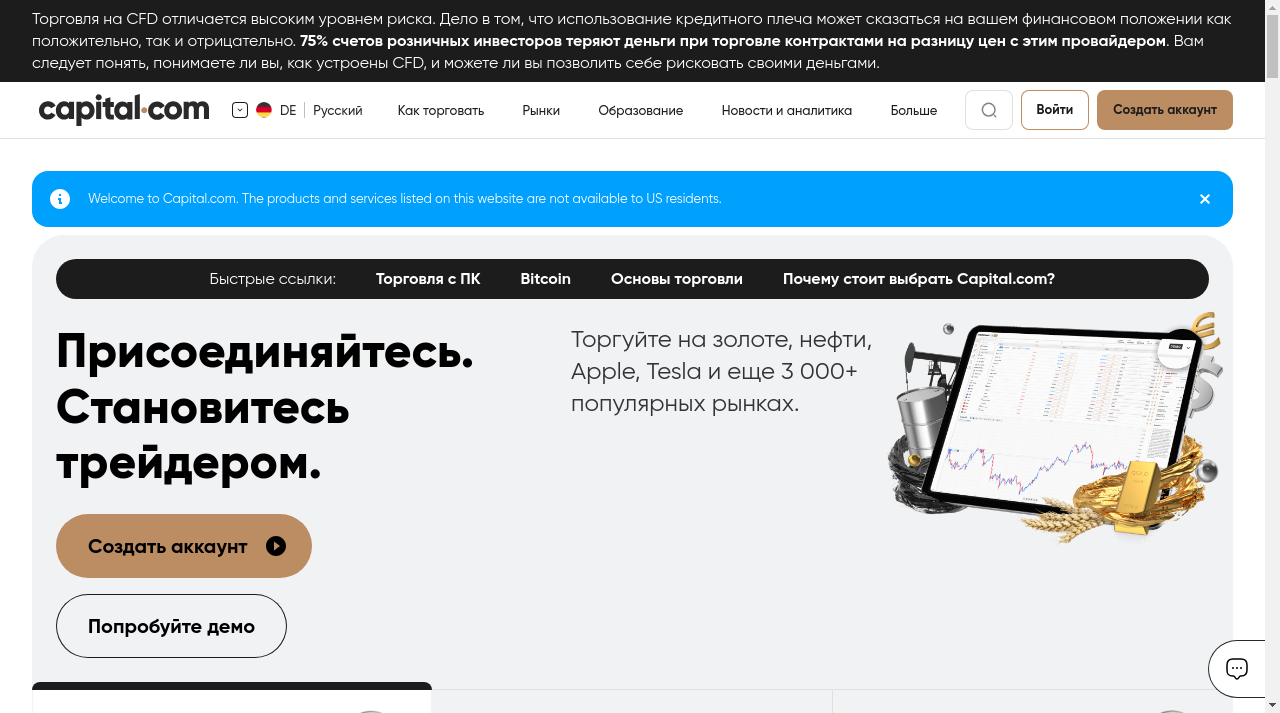 Торговля на CFD отличается высоким уровнем риска. Дело в том, что использование кредитного плеча может сказаться на вашем финансовом положении как
положительно, так и отрицательно. 75% счетов розничных инвесторов теряют деньги при торговле контрактами на разницу цен с этим провайдером. Вам
следует понять, понимаете ли вы, как устроены CFD, и можете ли вы позволить себе рисковать своими деньгами.
capital.com DE Русский Как торговать Рынки Образование Новости и аналитика Больше Войти Создать аккаунт
Welcome to Capital.com. The products and services listed on this website are not available to US residents.
Быстрые ссылки: Торговля с ПК Bitcoin Основы торговли Почему стоит выбрать Capital.com?
Присоединяйтесь.
Становитесь
трейдером.
Торгуйте на золоте, нефти,
Apple, Tesla и еще 3 000+
популярных рынках.
Создать аккаунт
Попробуйте демо